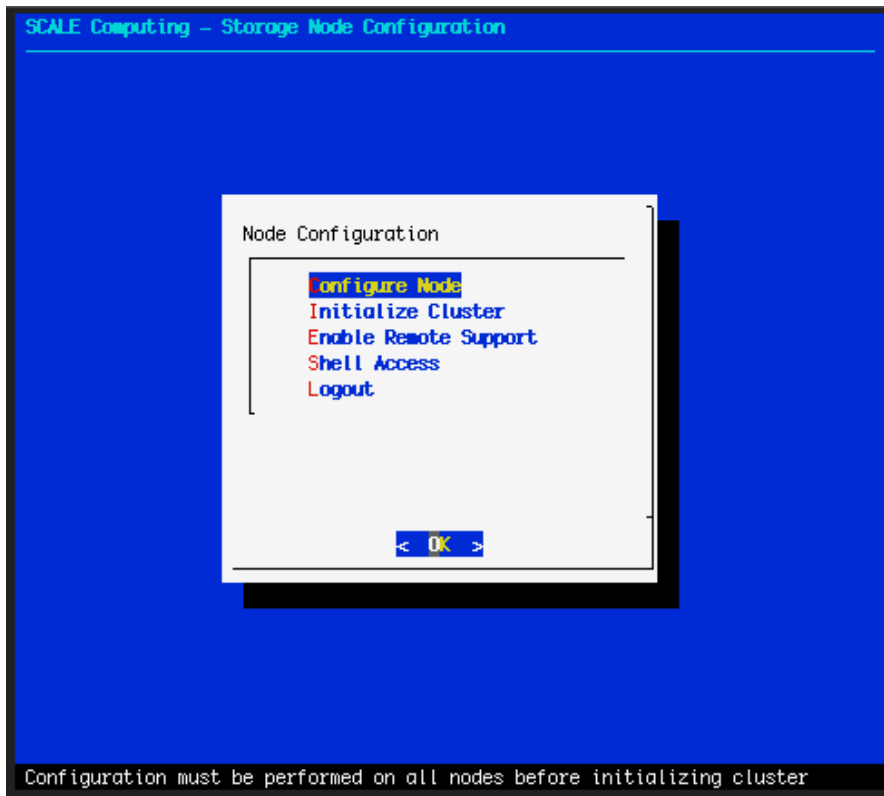 SCALE Computing – Storage Node Configuration
Node Configuration
Configure Node
Initialize Cluster
Enable Remote Support
Shell Access
Logout
< OK >
Configuration must be performed on all nodes before initializing cluster